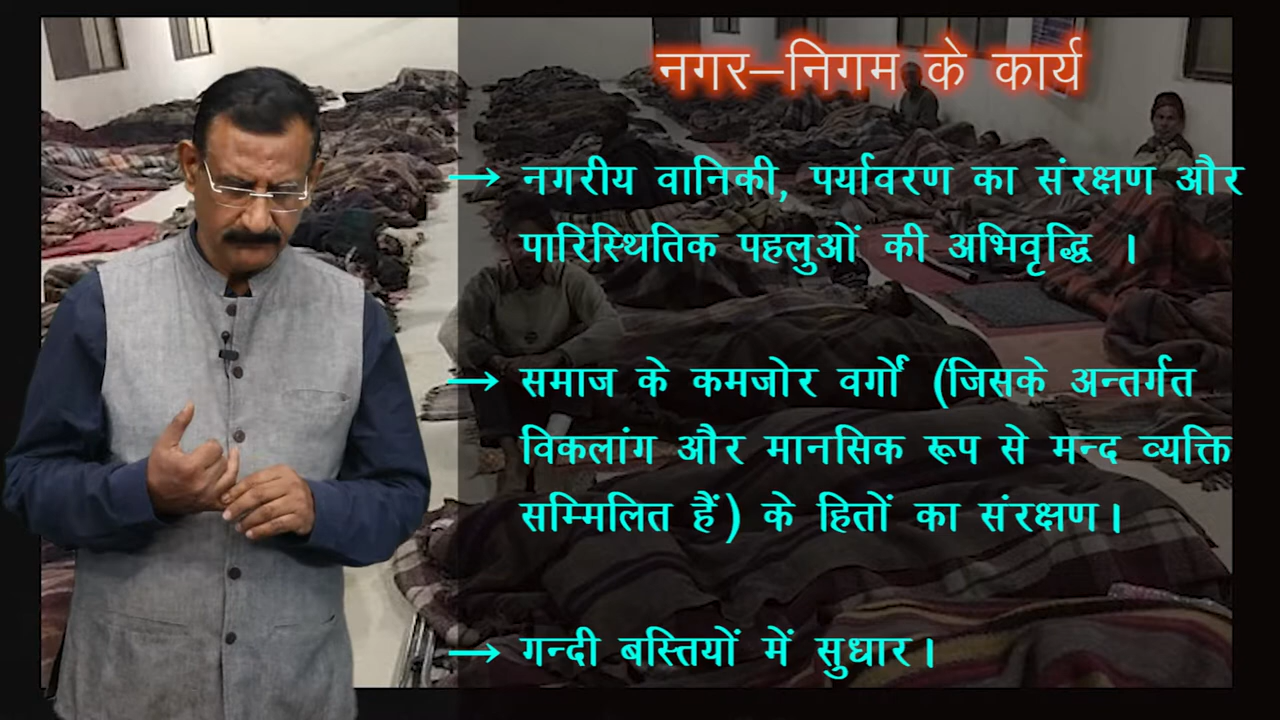 नगर–निगम के कार्य
→ नगरीय वानिकी, पर्यावरण का संरक्षण और
पारिस्थितिक पहलुओं की अभिवृद्धि ।
→ समाज के कमजोर वर्गों (जिसके अन्तर्गत
विकलांग और मानसिक रूप से मन्द व्यक्ति
सम्मिलित हैं) के हितों का संरक्षण।
→ गन्दी बस्तियों में सुधार।